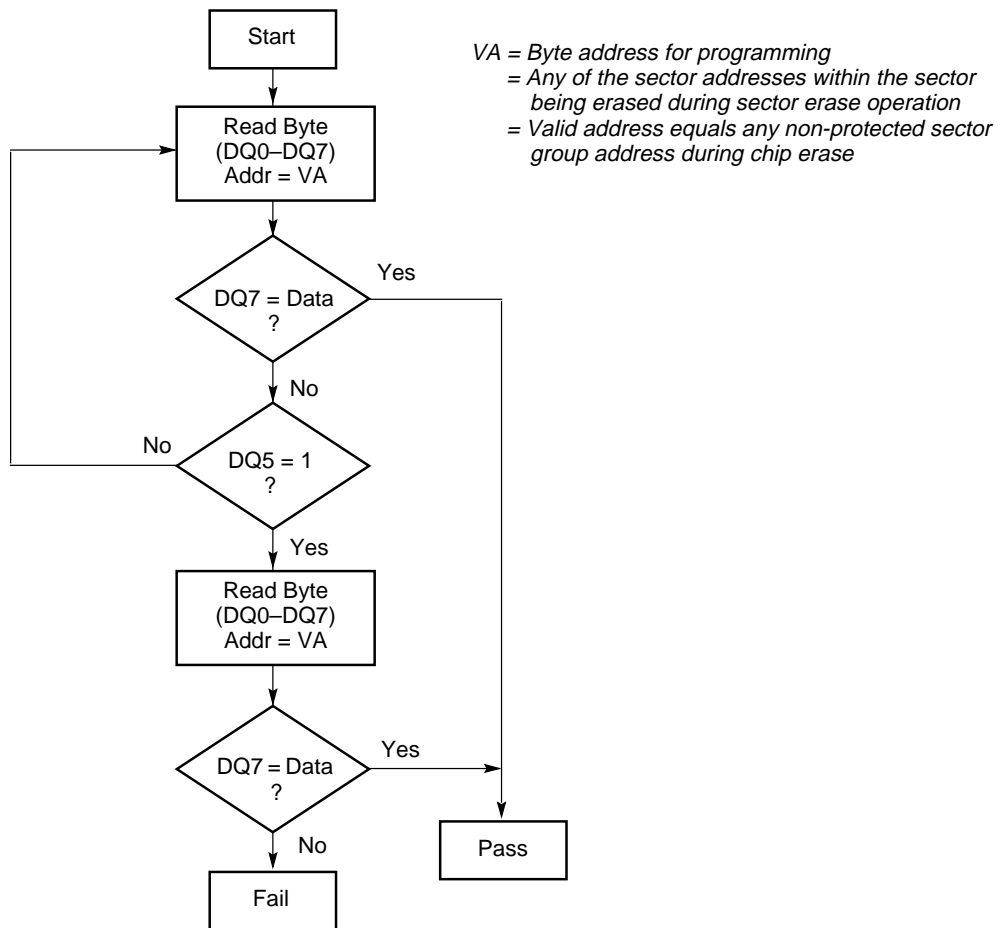 Start
VA = Byte address for programming
= Any of the sector addresses within the sector
being erased during sector erase operation
= Valid address equals any non-protected sector
group address during chip erase
Read Byte
(DQ0–DQ7)
Addr = VA
Yes
DQ7 = Data
?
No
No
DQ5 = 1
?
Yes
Read Byte
(DQ0–DQ7)
Addr = VA
Yes
DQ7 = Data
?
No
Pass
Fail